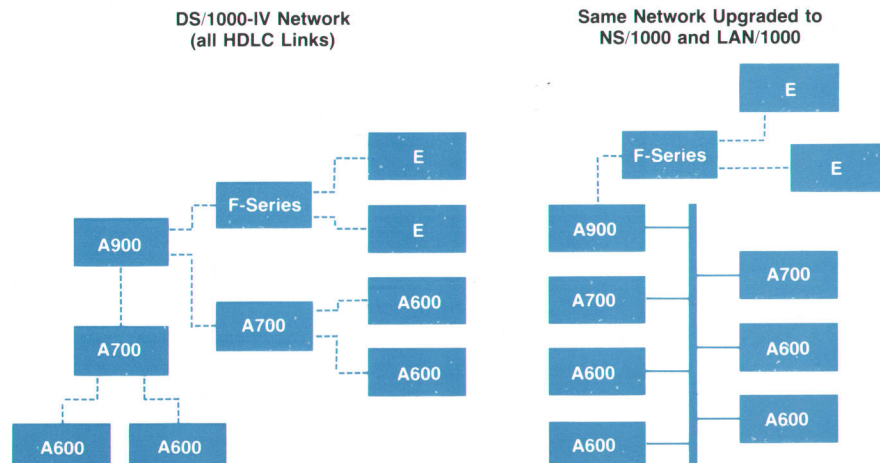 DS/1000-IV Network
(all HDLC Links)
E
F-Series
E
A900
A600
A700
A700
A600
A600
A600
Same Network Upgraded to
NS/1000 and LAN/1000
E
F-Series
E
A900
A700
A700
A600
A600
A600
A600